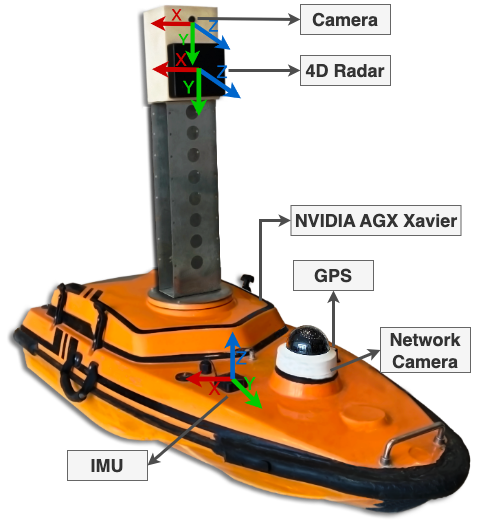 Camera
X
Z
Y
4D Radar
X
Z
Y
NVIDIA AGX Xavier
GPS
Network
Camera
Z
X
Y
IMU